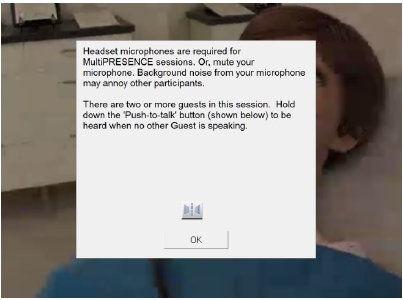 Headset microphones are required for
MultiPRESENCE sessions. Or, mute your
microphone. Background noise from your microphone
may annoy other participants.
There are two or more guests in this session. Hold
down the 'Push-to-talk' button (shown below) to be
heard when no other Guest is speaking.
OK